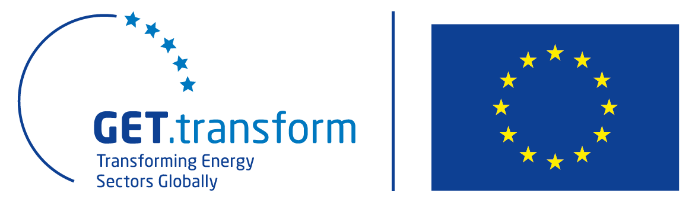 GET.transform
Transforming Energy
Sectors Globally